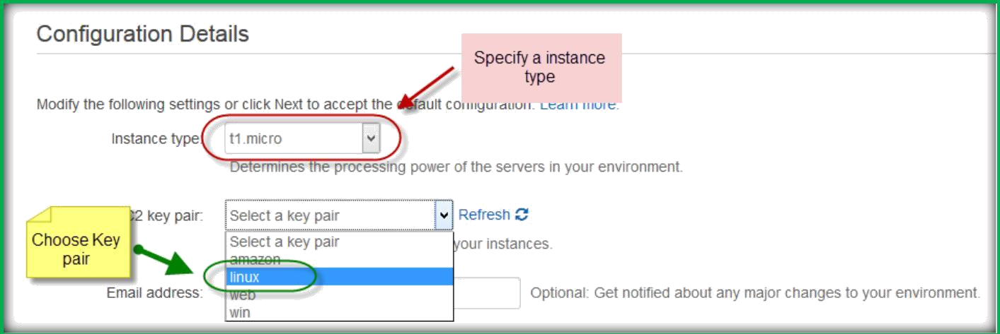 Configuration Details
Specify a instance
type
Modify the following settings or click Next to accept the default configuration. Learn more.
Instance type:
t1.micro
Determines the processing power of the servers in your environment.
C2 key pair:
Select a key pair
Refresh
Choose Key
pair
Select a key pair
your instances.
amazon
linux
web
win
Email address:
Optional: Get notified about any major changes to your environment.